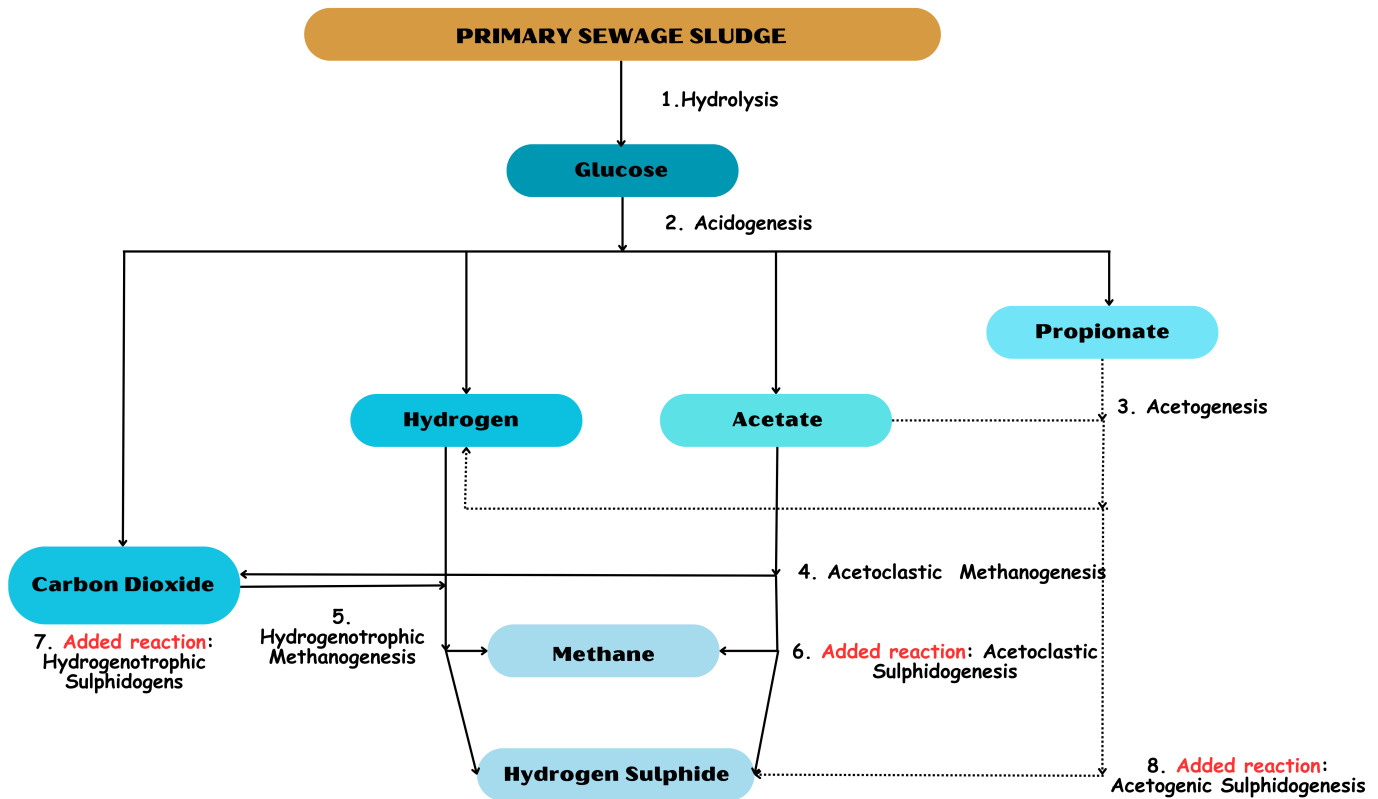 PRIMARY SEWAGE SLUDGE
1.Hydrolysis
Glucose
2. Acidogenesis
Propionate
3. Acetogenesis
Hydrogen
Acetate
4. Acetoclastic Methanogenesis
Carbon Dioxide
5.
Hydrogenotrophic
Methanogenesis
7. Added reaction:
Hydrogenotrophic
Sulphidogens
Methane
6. Added reaction: Acetoclastic
Sulphidogenesis
Hydrogen Sulphide
8. Added reaction:
Acetogenic Sulphidogenesis